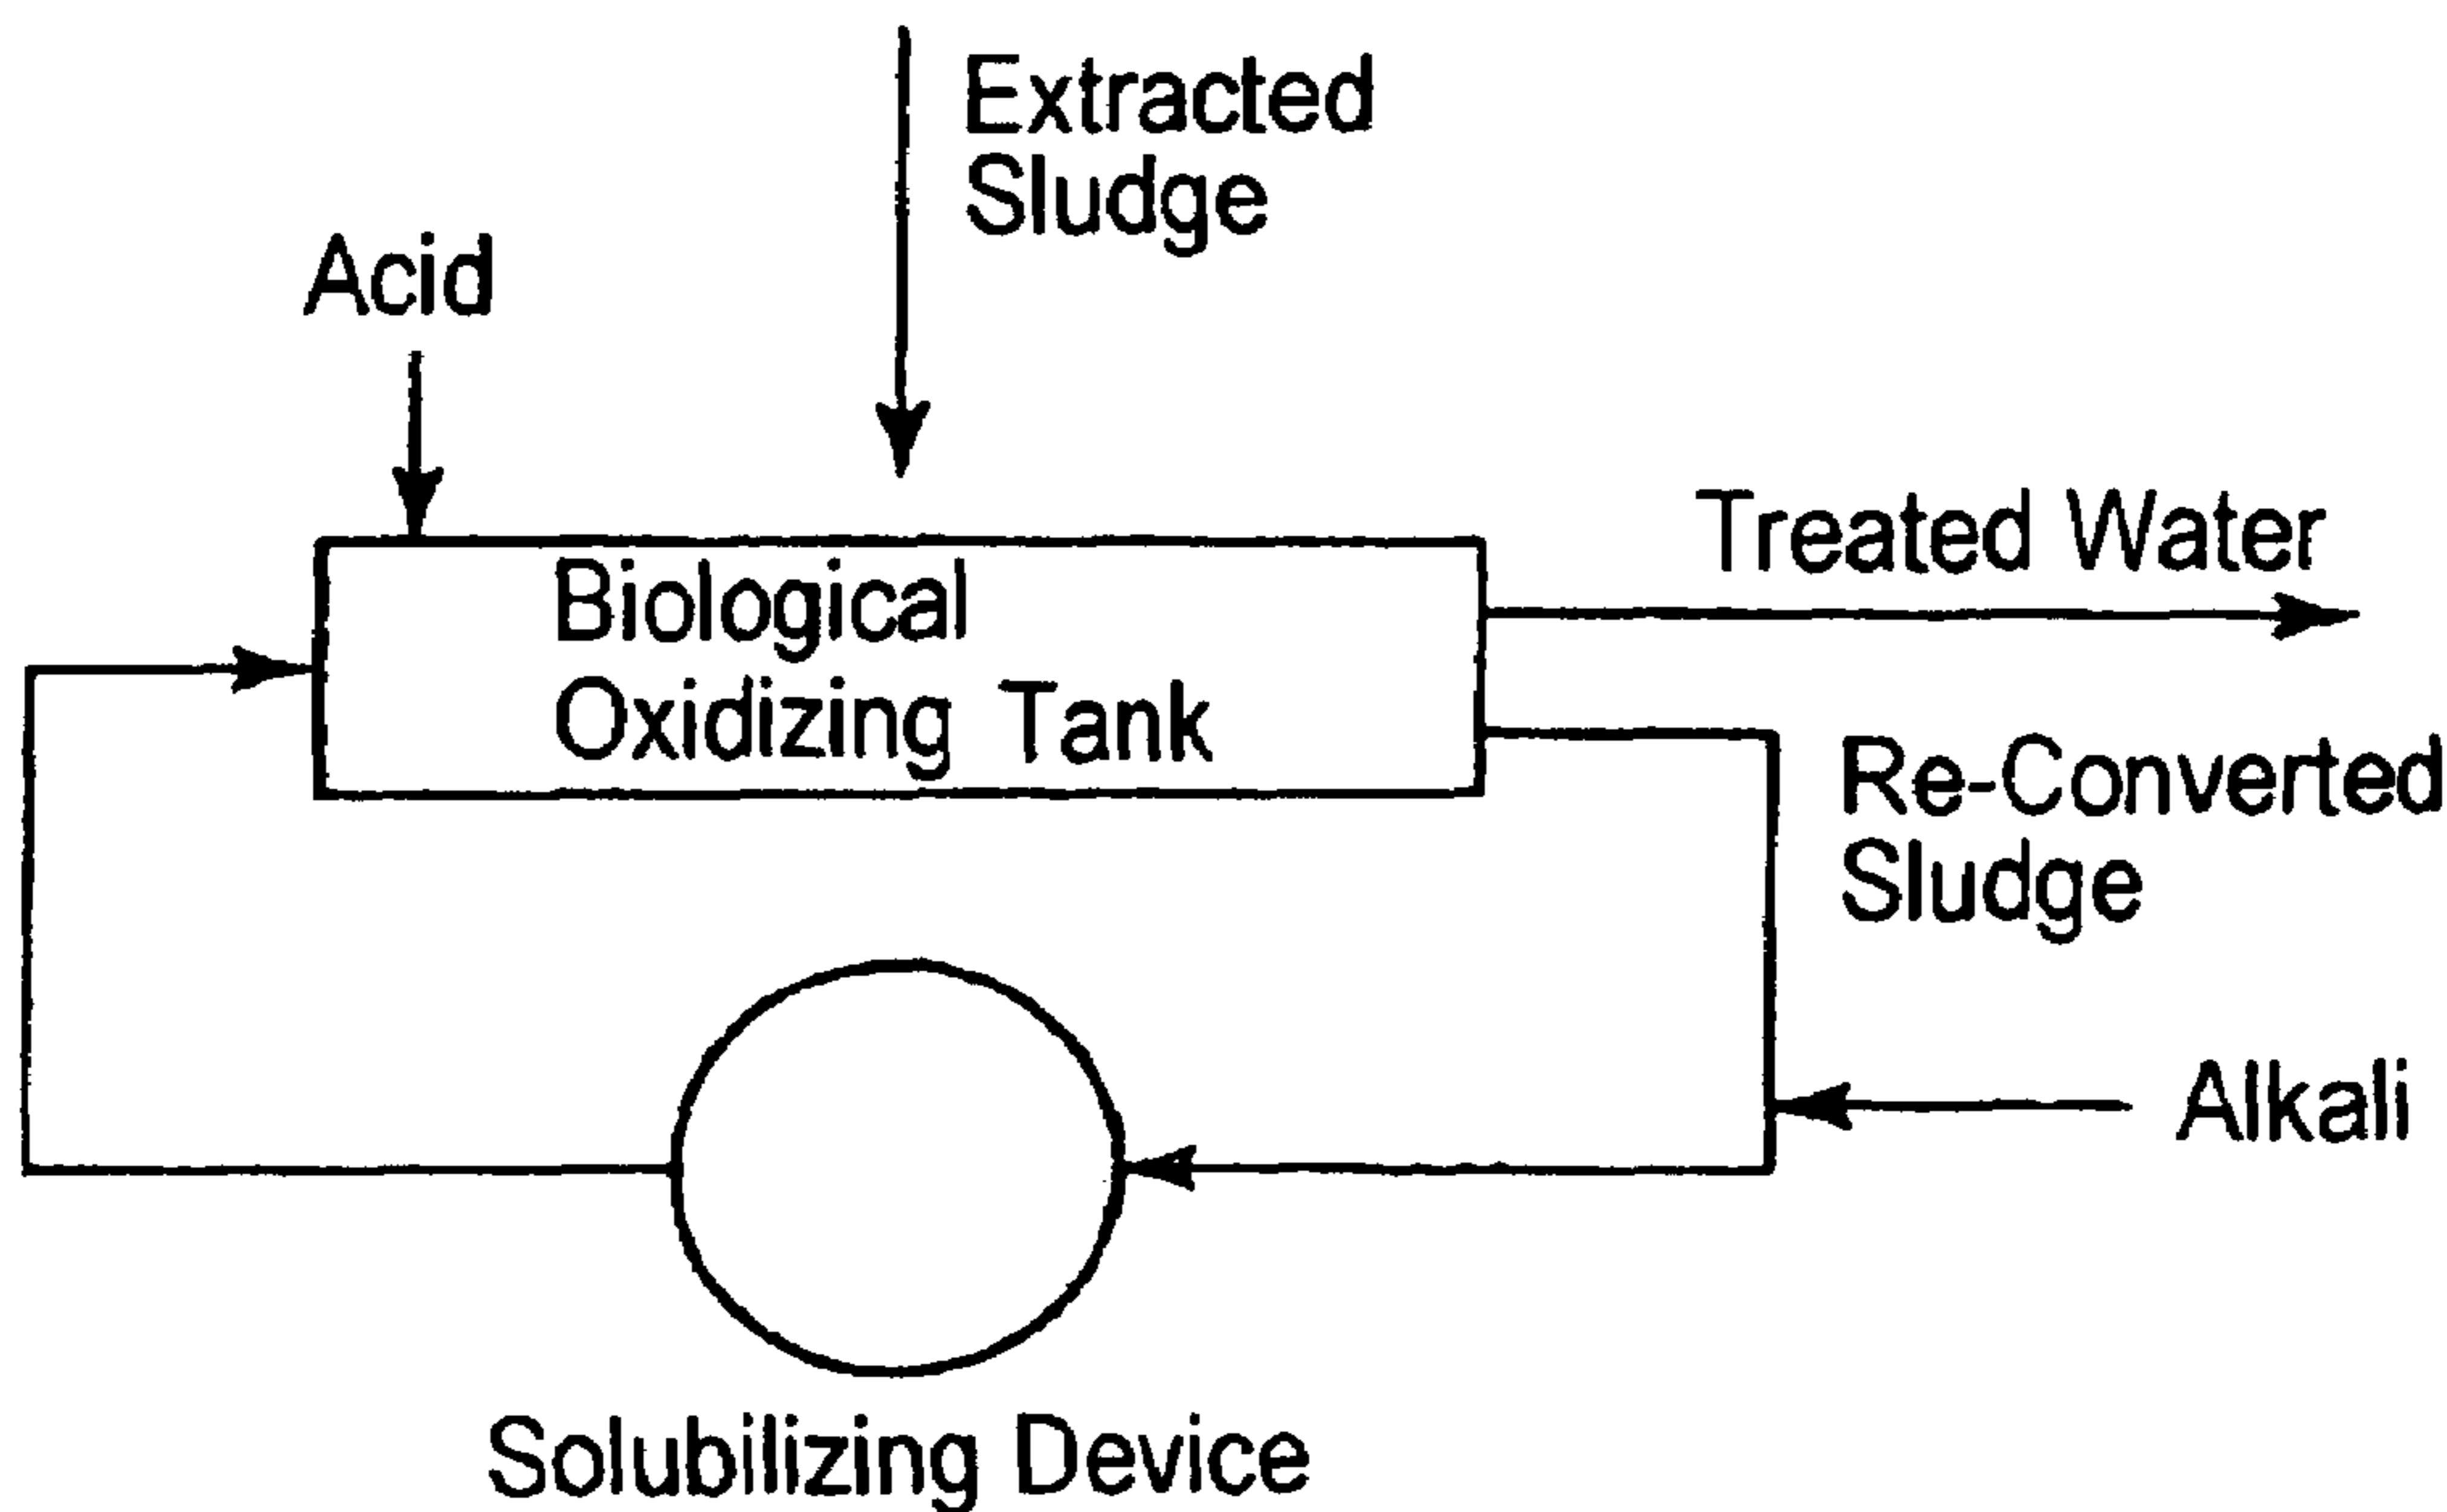 Extracted
Sludge
Acid
Treated Water
Biological
Oxidizing Tank
Re-Converted
Sludge
Alkali
Solubilizing Device